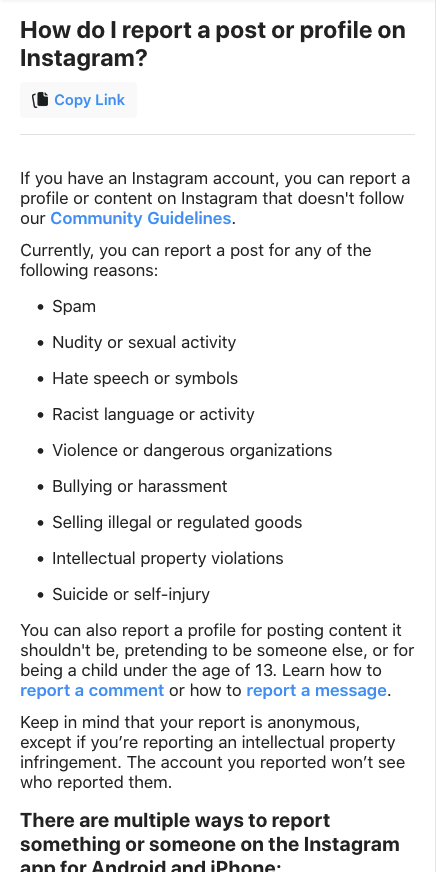 How do I report a post or profile on
Instagram?
Copy Link
If you have an Instagram account, you can report a
profile or content on Instagram that doesn't follow
our Community Guidelines.
Currently, you can report a post for any of the
following reasons:
• Spam
• Nudity or sexual activity
• Hate speech or symbols
• Racist language or activity
• Violence or dangerous organizations
• Bullying or harassment
• Selling illegal or regulated goods
• Intellectual property violations
• Suicide or self-injury
You can also report a profile for posting content it
shouldn't be, pretending to be someone else, or for
being a child under the age of 13. Learn how to
report a comment or how to report a message.
Keep in mind that your report is anonymous,
except if you’re reporting an intellectual property
infringement. The account you reported won’t see
who reported them.
There are multiple ways to report
something or someone on the Instagram
app for Android and iPhone: